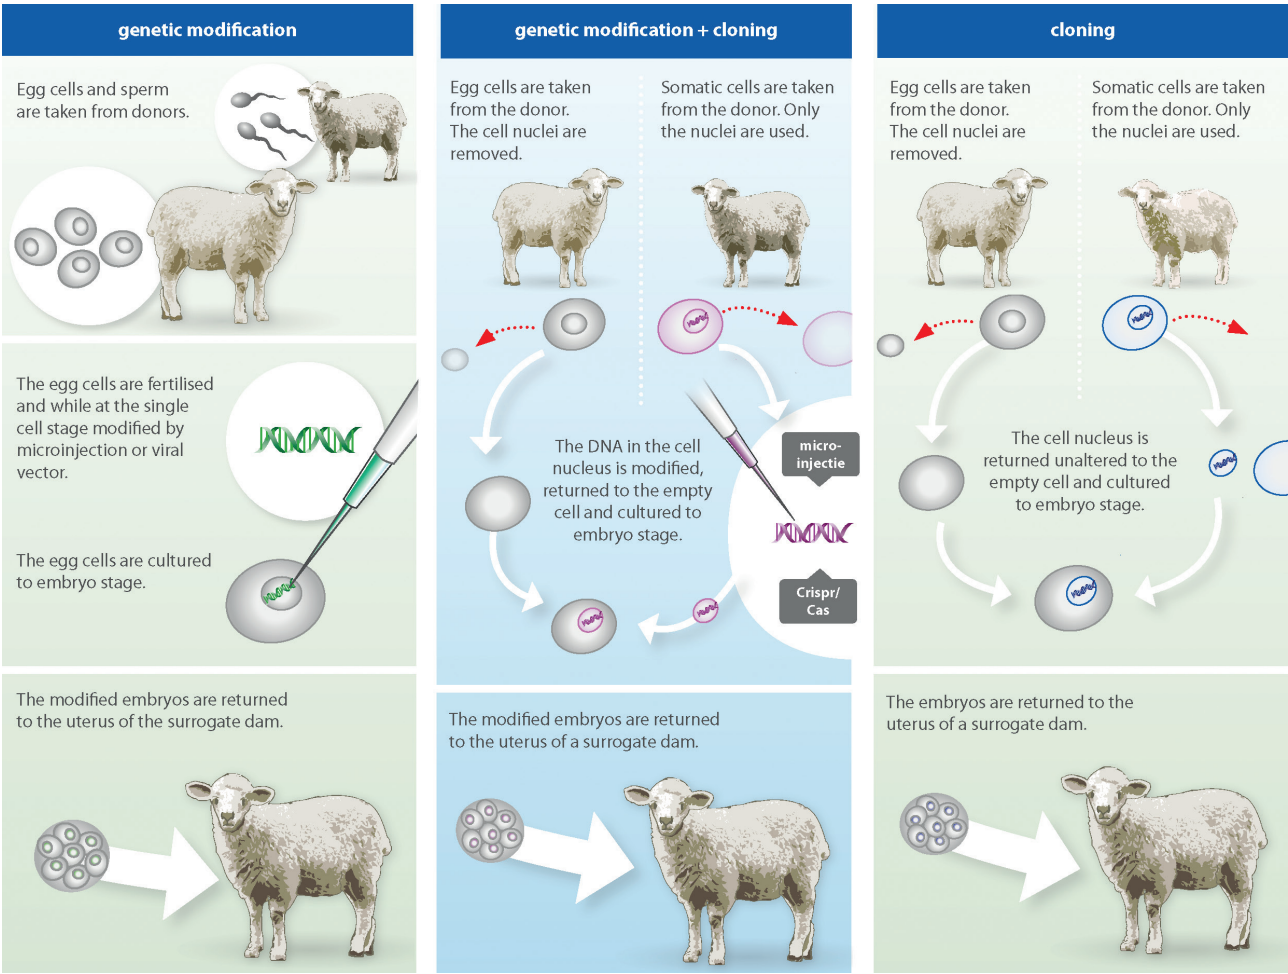 genetic modification
Egg cells and sperm
are taken from donors.
The egg cells are fertilised
and while at the single
cell stage modified by
microinjection or viral
vector.
The egg cells are cultured
to embryo stage.
The modified embryos are returned
to the uterus of the surrogate dam.
genetic modification + cloning
Egg cells are taken
from the donor.
The cell nuclei are
removed.
Somatic cells are taken
from the donor. Only
the nuclei are used.
The DNA in the cell
nucleus is modified,
returned to the empty
cell and cultured to
embryo stage.
micro-
injectie
Crispr/
Cas
The modified embryos are returned
to the uterus of a surrogate dam.
cloning
Egg cells are taken
from the donor.
The cell nuclei are
removed.
Somatic cells are taken
from the donor. Only
the nuclei are used.
The cell nucleus is
returned unaltered to the
empty cell and cultured
to embryo stage.
The embryos are returned to the
uterus of a surrogate dam.